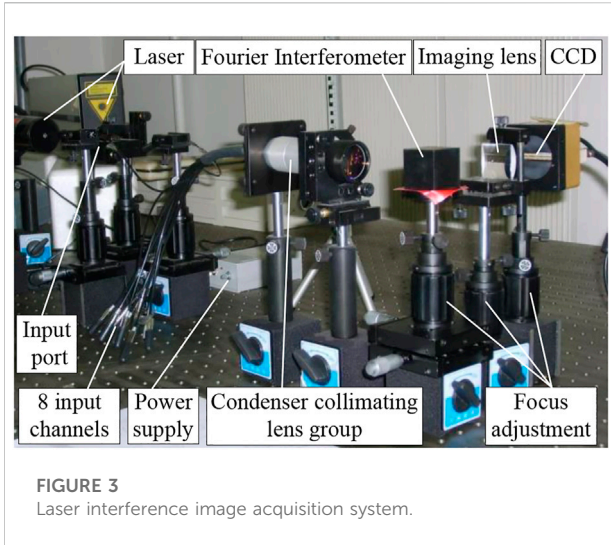 Laser
Fourier Interferometer
Imaging lens
CCD
Input
port
8 input
channels
Power
supply
Condenser collimating
lens group
Focus
adjustment
FIGURE 3
Laser interference image acquisition system.